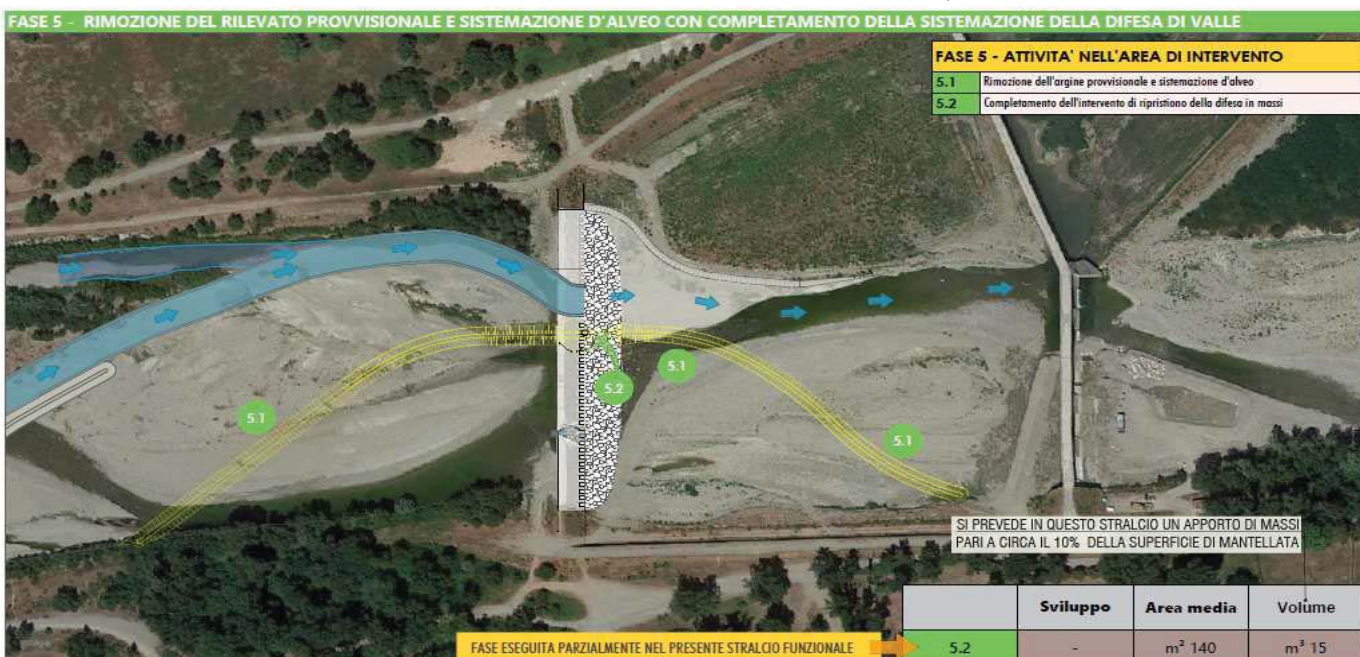 FASE 5 - RIMOZIONE DEL RILEVATO PROVVISIONALE E SISTEMAZIONE D'ALVEO CON COMPLETAMENTO DELLA SISTEMAZIONE DELLA DIFESA DI VALLE
FASE 5 - ATTIVITA' NELL'AREA DI INTERVENTO
5.1 Rimozione dell'argine provvisionale e sistemazione d'alveo
5.2 Completamento dell'intervento di ripristiono della difesa in massi
5.1
5.2
5.1
5.1
SI PREVEDE IN QUESTO STRALCIO UN APPORTO DI MASSI
PARI A CIRCA IL 10% DELLA SUPERFICIE DI MANTELLATA
Sviluppo Area media Volume
FASE ESEGUITA PARZIALMENTE NEL PRESENTE STRALCIO FUNZIONALE
5.2 - m² 140 m³ 15